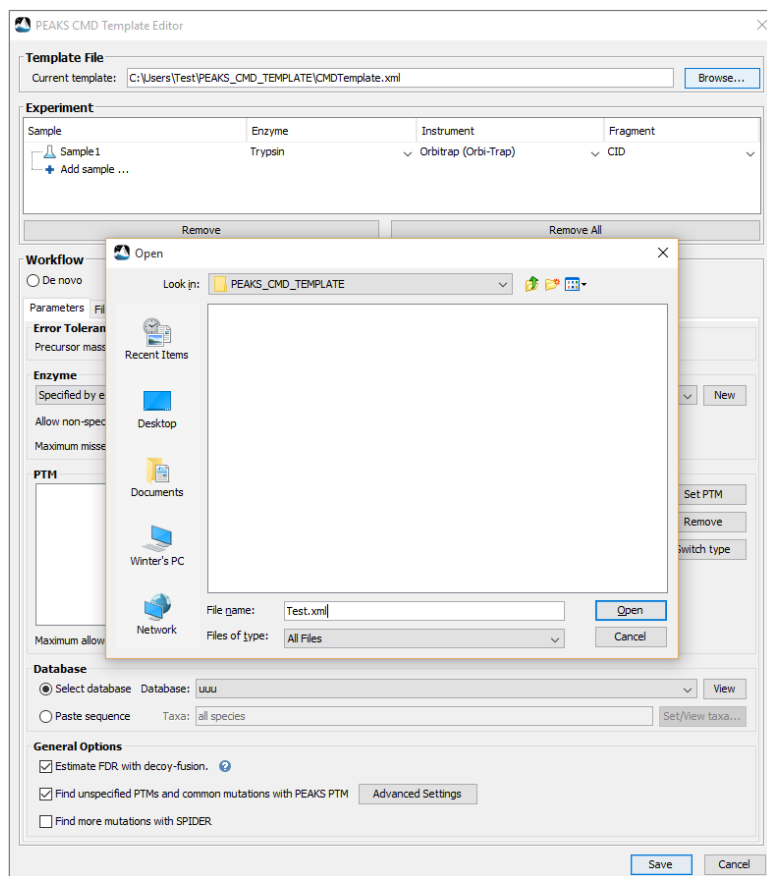 PEAKS CMD Template Editor
Template File
Current template: C:\Users\Test\PEAKS_CMD_TEMPLATE\CMDTemplate.xml Browse...
Experiment
Sample Enzyme Instrument Fragment
Sample1 Trypsin Orbitrap (Orbi-Trap) CID
Add sample ...
Remove Remove All
Workflow
De novo
Parameters Fil
Error Toleran
Precursor mass
Enzyme
Specified by e New
Allow non-spec
Maximum misse
PTM
Set PTM
Remove
Switch type
Maximum allow
Open
Look in: PEAKS_CMD_TEMPLATE
Recent Items
Desktop
Documents
Winter's PC
Network
File name: Test.xml Open
Files of type: All Files Cancel
Database
Select database Database: uuu View
Paste sequence Taxa: all species Set/View taxa...
General Options
Estimate FDR with decoy-fusion.
Find unspecified PTMs and common mutations with PEAKS PTM Advanced Settings
Find more mutations with SPIDER
Save Cancel